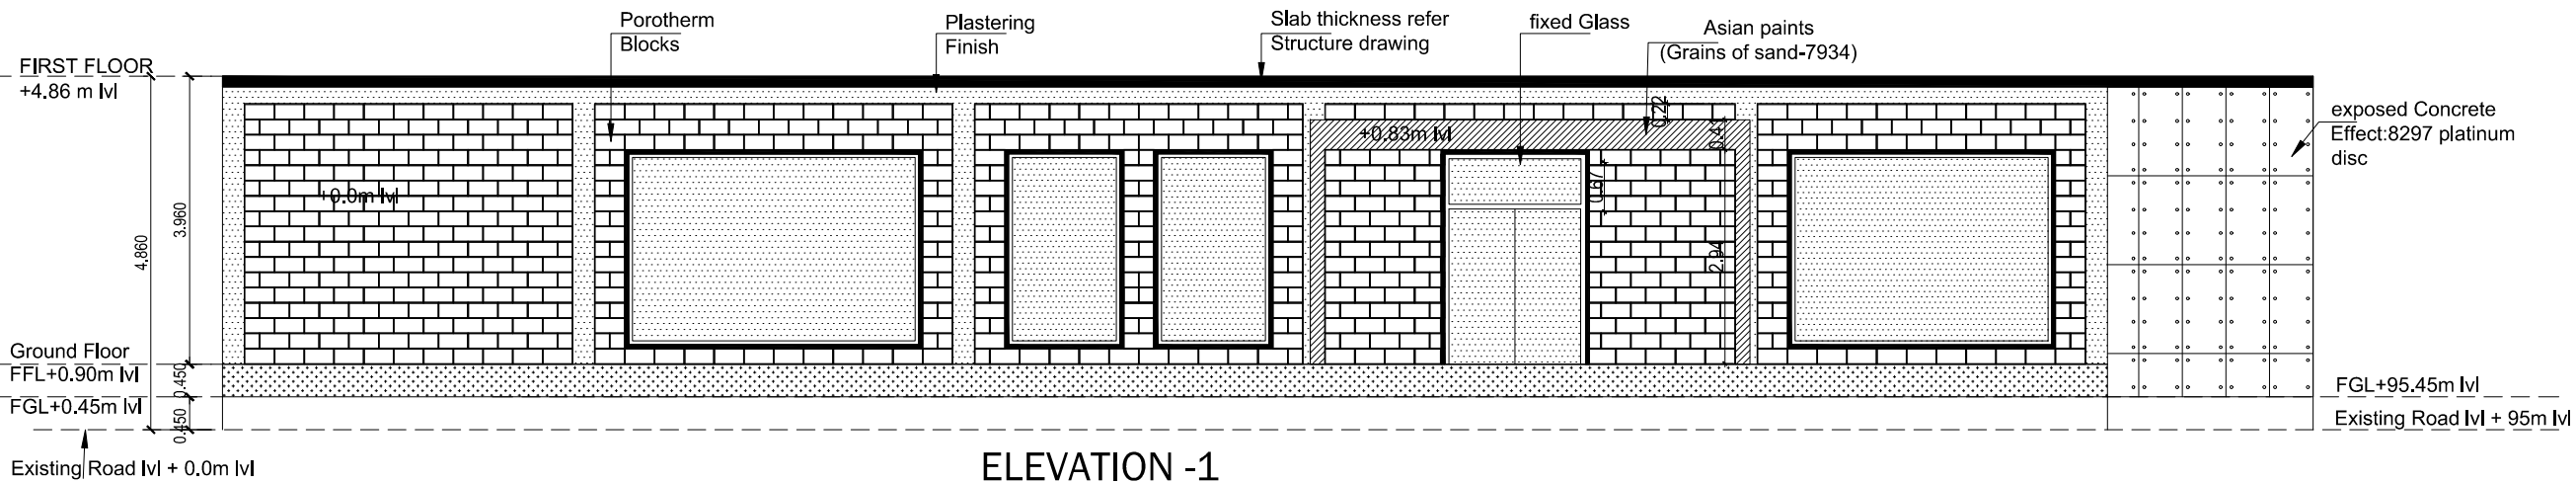 Porotherm
Blocks
Plastering
Finish
Slab thickness refer
Structure drawing
fixed Glass
Asian paints
(Grains of sand-7934)
FIRST FLOOR
+4.86 m lvl
exposed Concrete
Effect:8297 platinum
disc
0.22
+0.83m lvl
0.41
+0.0m lvl
0.67
3.960
4.860
2.94
Ground Floor
FFL+0.90m lvl
0.450
FGL+0.45m lvl
0.450
FGL+95.45m lvl
Existing Road lvl + 95m lvl
Existing Road lvl + 0.0m lvl
ELEVATION -1